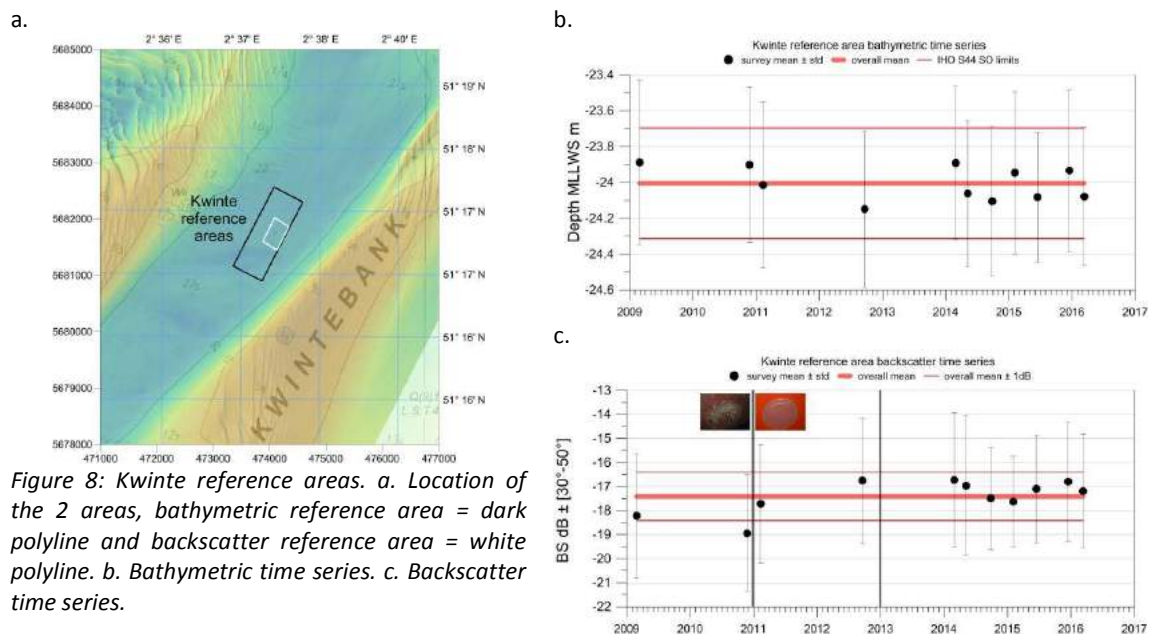 a.
2° 36' E 2° 37' E 2° 38' E 2° 40' E
5685000
5684000
5683000
5682000
5681000
5680000
5679000
5678000
51° 19' N
51° 18' N
51° 17' N
51° 17' N
51° 16' N
51° 16' N
Kwinte
reference
areas
KWINTEBANK
471000 472000 473000 474000 475000 476000 477000
Figure 8: Kwinte reference areas. a. Location of
the 2 areas, bathymetric reference area = dark
polyline and backscatter reference area = white
polyline. b. Bathymetric time series. c. Backscatter
time series.
b.
Kwinte reference area bathymetric time series
survey mean ± std overall mean IHO S44 SO limits
Depth MLLWS m
-23.4
-23.6
-23.8
-24
-24.2
-24.4
-24.6
2009 2010 2011 2012 2013 2014 2015 2016 2017
c.
Kwinte reference area backscatter time series
survey mean ± std overall mean overall mean ± 1dB
BS dB ± [30°-50°]
-13
-14
-15
-16
-17
-18
-19
-20
-21
-22
2009 2010 2011 2012 2013 2014 2015 2016 2017